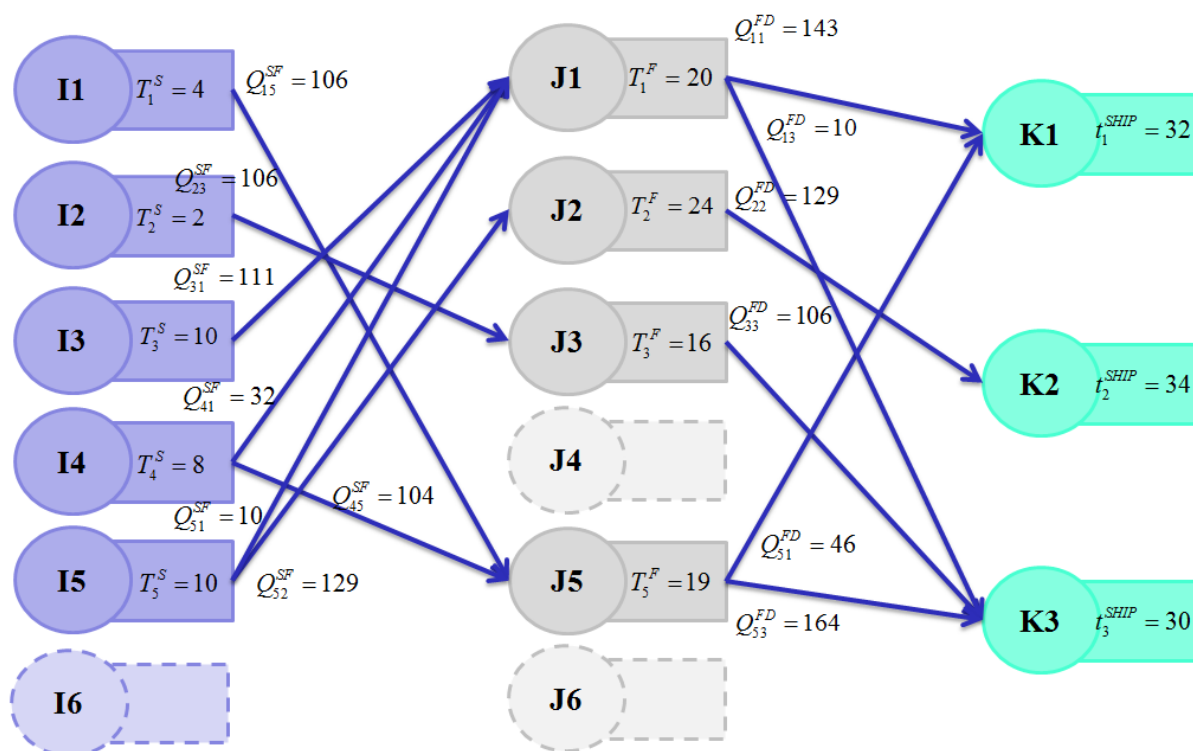 I1
T_1^S = 4
Q_15^SF = 106
J1
T_1^F = 20
Q_11^FD = 143
Q_13^FD = 10
K1
t_1^SHIP = 32
I2
T_2^S = 2
Q_23^SF = 106
J2
T_2^F = 24
Q_22^FD = 129
I3
T_3^S = 10
Q_31^SF = 111
J3
T_3^F = 16
Q_33^FD = 106
K2
t_2^SHIP = 34
I4
T_4^S = 8
Q_41^SF = 32
Q_45^SF = 104
J4
I5
T_5^S = 10
Q_51^SF = 10
Q_52^SF = 129
J5
T_5^F = 19
Q_51^FD = 46
Q_53^FD = 164
K3
t_3^SHIP = 30
I6
J6